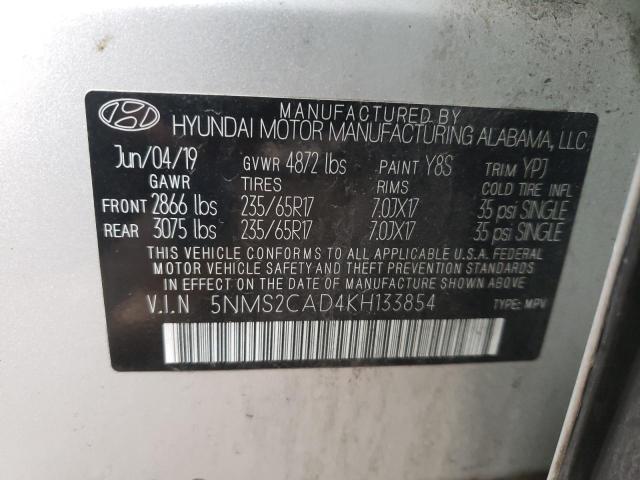 MANUFACTURED BY
HYUNDAI MOTOR MANUFACTURING ALABAMA, LLC
Jun/04/19 GVWR 4872 lbs PAINT Y8S TRIM YPJ
GAWR TIRES RIMS COLD TIRE INFL
FRONT 2866 lbs 235/65R17 7.0JX17 35 psi SINGLE
REAR 3075 lbs 235/65R17 7.0JX17 35 psi SINGLE
THIS VEHICLE CONFORMS TO ALL APPLICABLE U.S.A. FEDERAL
MOTOR VEHICLE SAFETY AND THEFT PREVENTION STANDARDS
IN EFFECT ON THE DATE OF MANUFACTURE SHOWN ABOVE.
V.I.N 5NMS2CAD4KH133854 TYPE: MPV